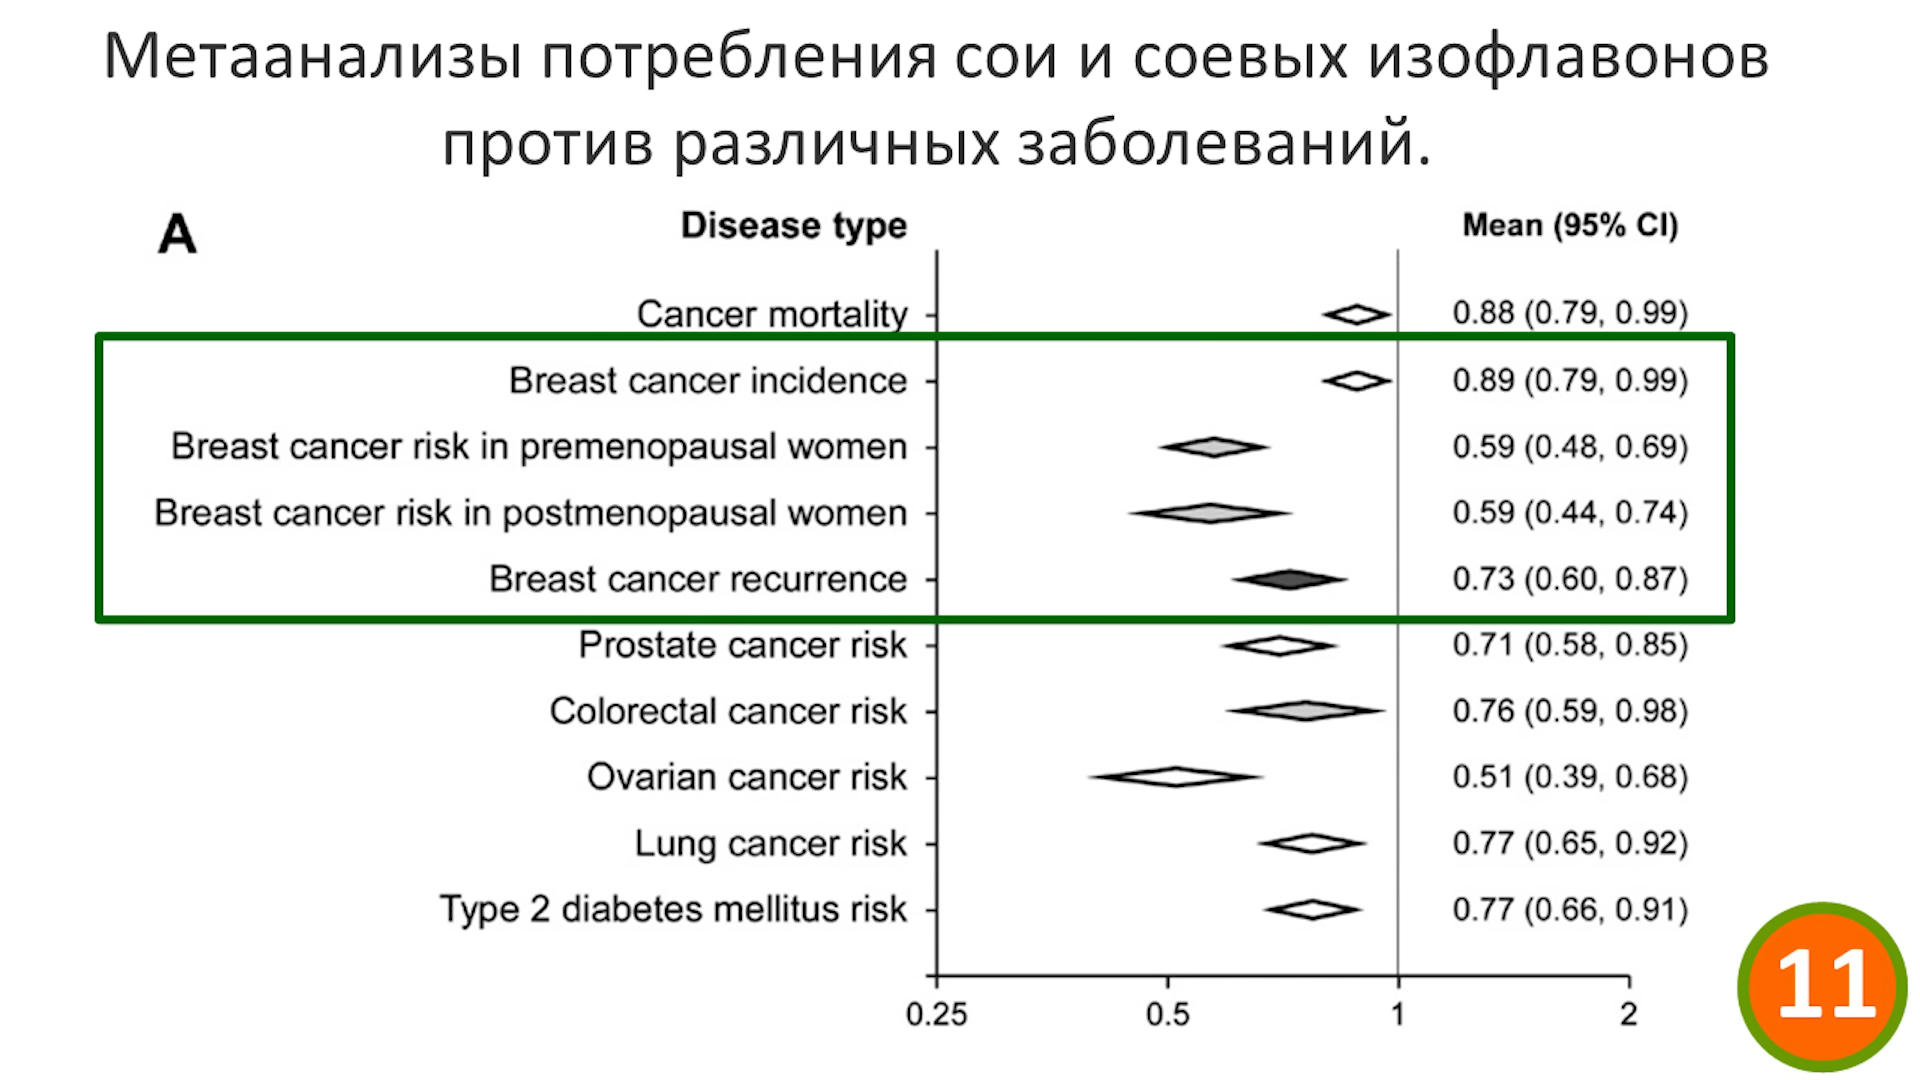 Метаанализы потребления сои и соевых изофлавонов
против различных заболеваний.
A
Disease type
Mean (95% CI)
Cancer mortality
0.88 (0.79, 0.99)
Breast cancer incidence
0.89 (0.79, 0.99)
Breast cancer risk in premenopausal women
0.59 (0.48, 0.69)
Breast cancer risk in postmenopausal women
0.59 (0.44, 0.74)
Breast cancer recurrence
0.73 (0.60, 0.87)
Prostate cancer risk
0.71 (0.58, 0.85)
Colorectal cancer risk
0.76 (0.59, 0.98)
Ovarian cancer risk
0.51 (0.39, 0.68)
Lung cancer risk
0.77 (0.65, 0.92)
Type 2 diabetes mellitus risk
0.77 (0.66, 0.91)
0.25
0.5
1
2
11